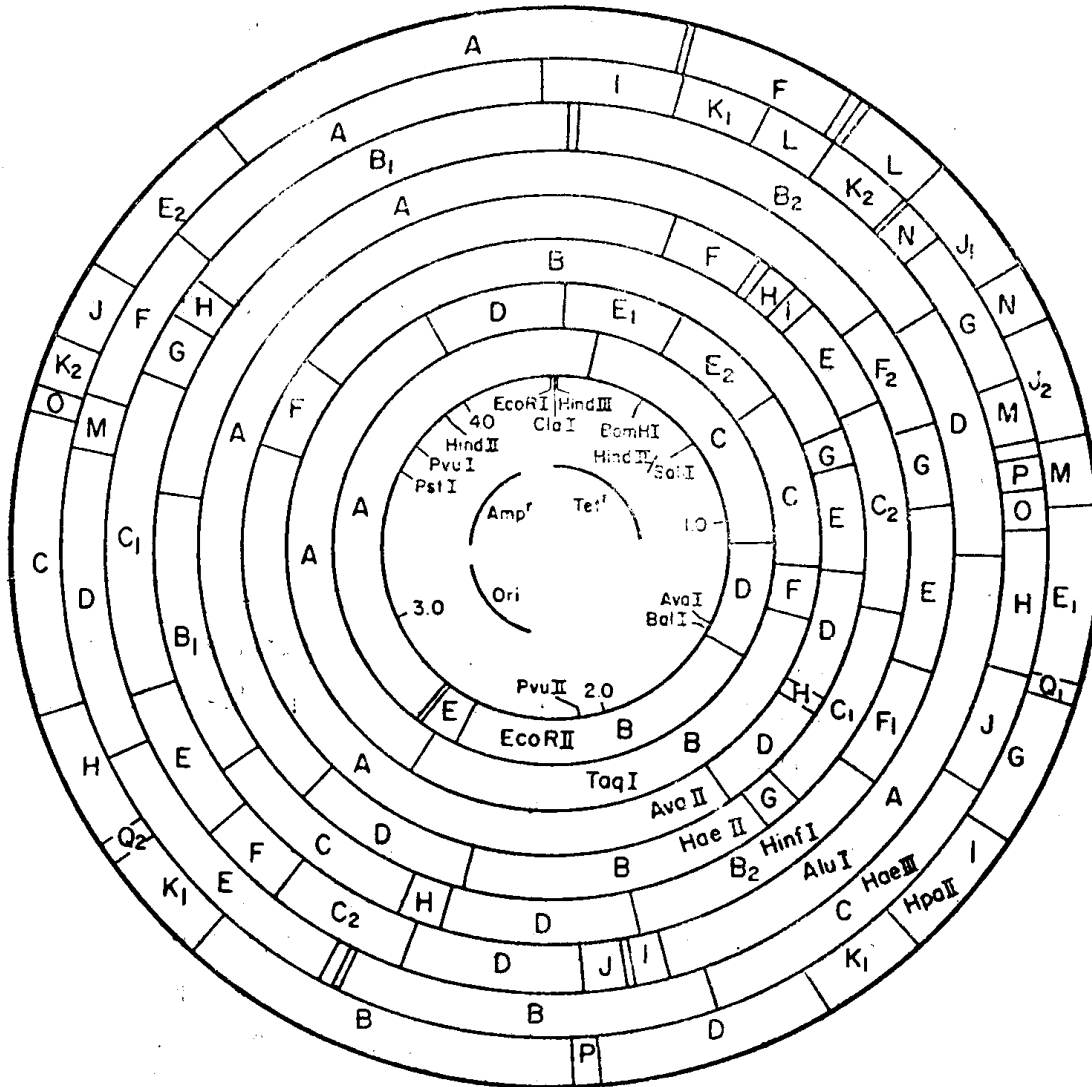 A
I
F
K₁
L
L
A
B₁
K₂
B₂
N
E₂
A
J₁
B
F
G
H
I
N
J
F
H
D
E₁
E₂
E
F₂
J₂
K₂
G
O
M
EcoRI HindIII
ClaI
BamHI
40
HindII
HindII
SalI
PvuI
PstI
A
F
C
G
G
D
M
M
P
O
Amp^r
Tet^r
1.0
A
C
E
C₂
C
D
C₁
A
Ori
3.0
AvaI
BalI
D
F
D
E
H
E₁
B₁
PvuII
2.0
H
Q₁
E
EcoRII
B
B
D
C₁
F₁
J
G
H
E
A
TaqI
AvaII
G
A
D
C
F
B
HaeII
B₂
HinfI
AluI
HaeIII
HpaII
I
Q₂
K₁
E
C₂
H
D
C
K₁
D
J
I
B
B
D
P